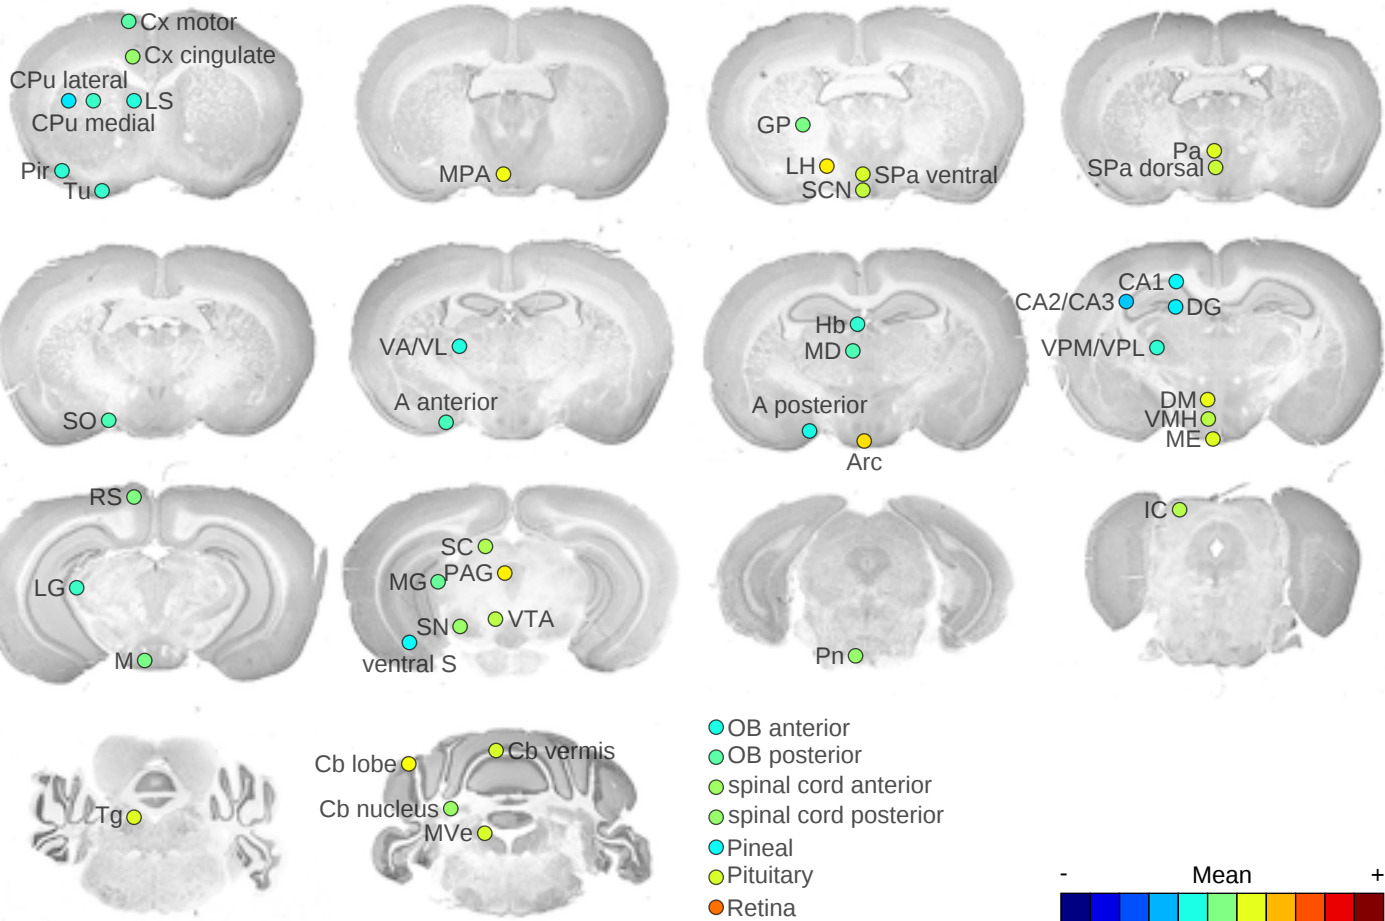 Cx motor
Cx cingulate
CPu lateral
LS
CPu medial
Pir
Tu
MPA
GP
LH
SPa ventral
SCN
Pa
SPa dorsal
SO
VA/VL
A anterior
Hb
MD
A posterior
Arc
CA1
CA2/CA3
DG
VPM/VPL
DM
VMH
ME
RS
LG
M
SC
MG
PAG
SN
VTA
ventral S
Pn
IC
Tg
Cb lobe
Cb vermis
Cb nucleus
MVe
OB anterior
OB posterior
spinal cord anterior
spinal cord posterior
Pineal
Pituitary
Retina
- Mean +